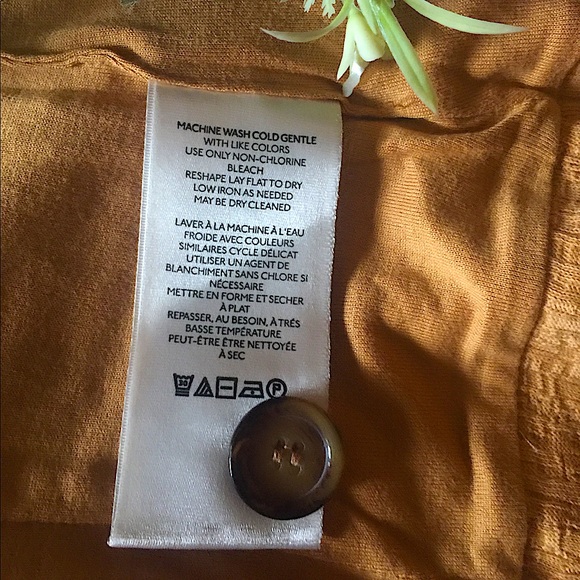 MACHINE WASH COLD GENTLE
WITH LIKE COLORS
USE ONLY NON-CHLORINE
BLEACH
RESHAPE LAY FLAT TO DRY
LOW IRON AS NEEDED
MAY BE DRY CLEANED
LAVER À LA MACHINE À L'EAU
FROIDE AVEC COULEURS
SIMILAIRES CYCLE DÉLICAT
UTILISER UN AGENT DE
BLANCHIMENT SANS CHLORE SI
NÉCESSAIRE
METTRE EN FORME ET SECHER
À PLAT
REPASSER, AU BESOIN, À TRÉS
BASSE TEMPÉRATURE
PEUT-ÊTRE ÊTRE NETTOYÉE
À SEC
30 P